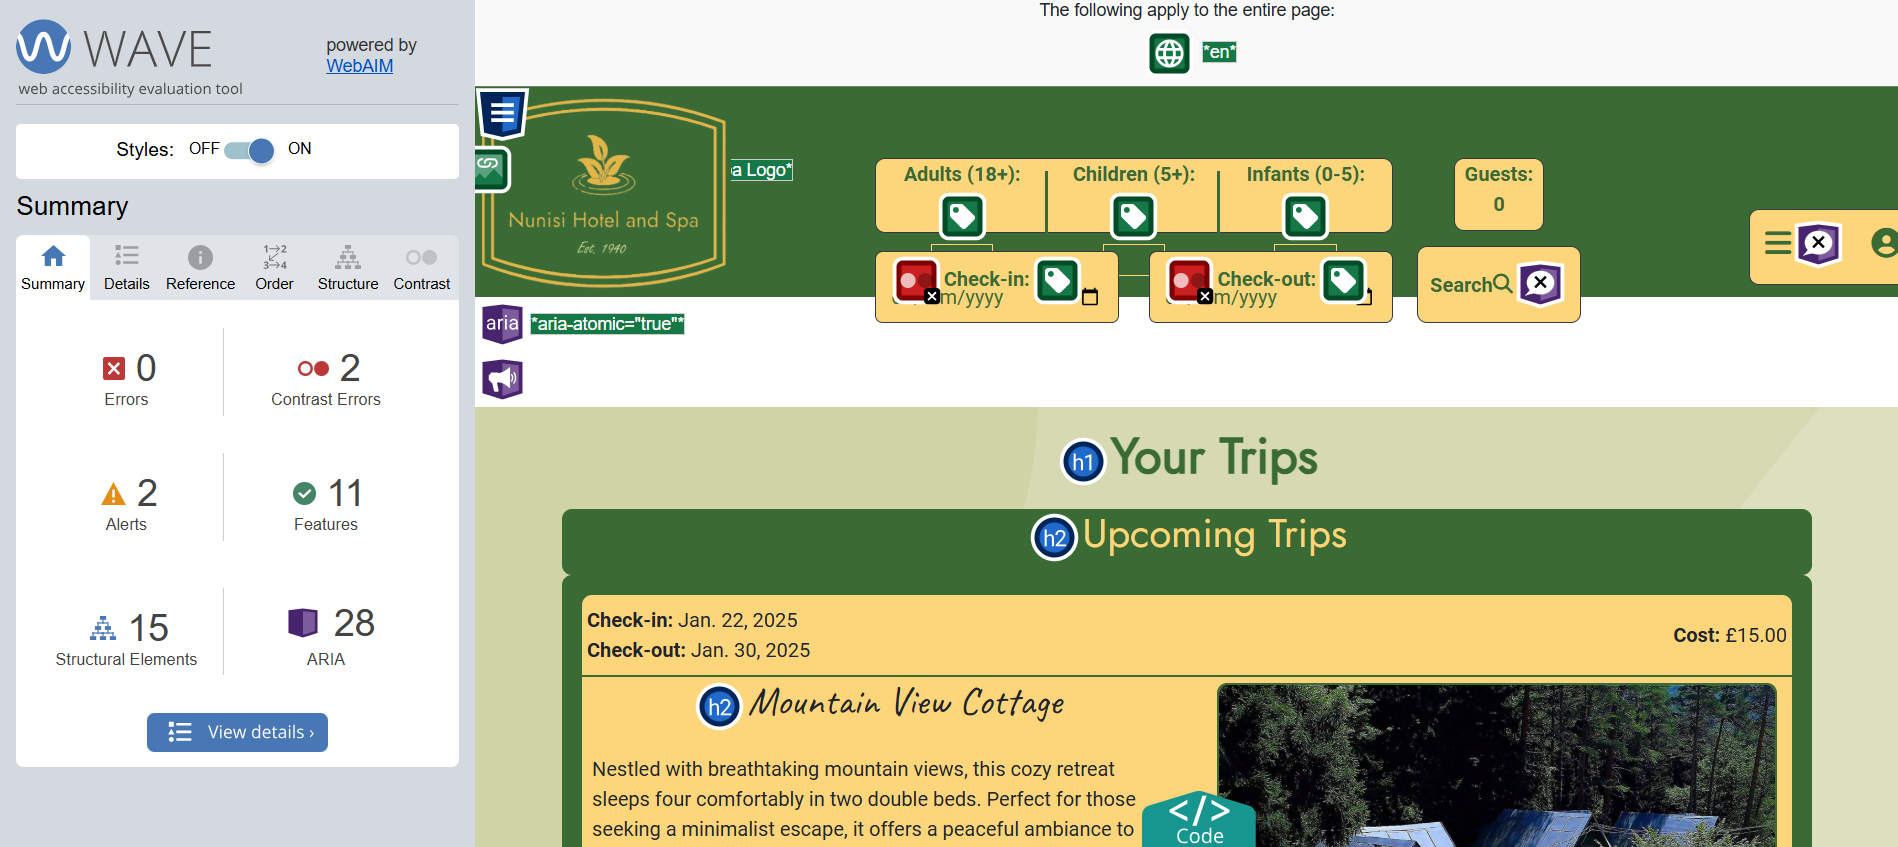 WAVE
powered by
WebAIM
web accessibility evaluation tool
Styles: OFF ON
Summary
Summary Details Reference Order Structure Contrast
0
Errors
2
Contrast Errors
2
Alerts
11
Features
15
Structural Elements
28
ARIA
View details ›
The following apply to the entire page:
*en*
a Logo*
Nunisi Hotel and Spa
Est. 1940
Adults (18+): Children (5+): Infants (0-5):
Guests:
0
Check-in:
m/yyyy
Check-out:
m/yyyy
Search
aria *aria-atomic="true"*
h1 Your Trips
h2 Upcoming Trips
Check-in: Jan. 22, 2025
Check-out: Jan. 30, 2025
Cost: £15.00
h2 Mountain View Cottage
Nestled with breathtaking mountain views, this cozy retreat
sleeps four comfortably in two double beds. Perfect for those
seeking a minimalist escape, it offers a peaceful ambiance to
</> Code